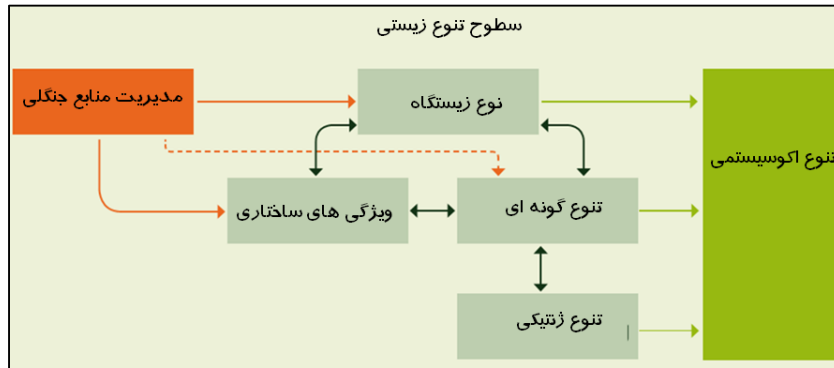 سطوح تنوع زیستی
مدیریت منابع جنگلی
نوع زیستگاه
تنوع اکوسیستمی
ویژگی های ساختاری
تنوع گونه ای
تنوع ژنتیکی